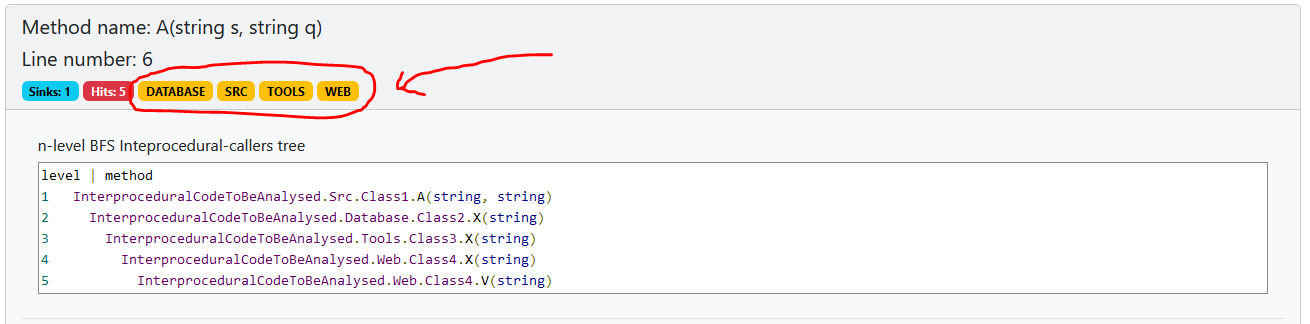 Method name: A(string s, string q)
Line number: 6
Sinks: 1 Hits: 5 DATABASE SRC TOOLS WEB
n-level BFS Inteprocedural-callers tree
level | method
1 InterproceduralCodeToBeAnalysed.Src.Class1.A(string, string)
2 InterproceduralCodeToBeAnalysed.Database.Class2.X(string)
3 InterproceduralCodeToBeAnalysed.Tools.Class3.X(string)
4 InterproceduralCodeToBeAnalysed.Web.Class4.X(string)
5 InterproceduralCodeToBeAnalysed.Web.Class4.V(string)